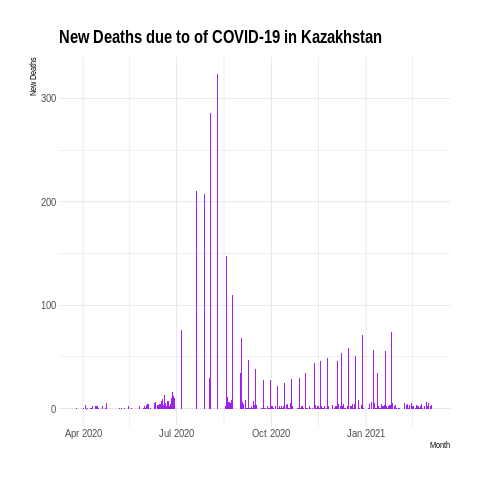 New Deaths due to of COVID-19 in Kazakhstan
New Deaths
300
200
100
0
Apr 2020 Jul 2020 Oct 2020 Jan 2021
Month